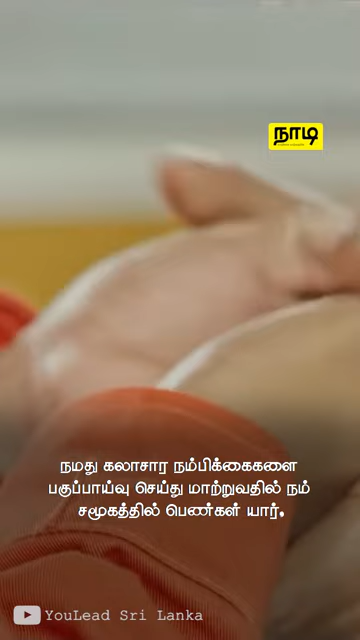 நாடி
நமது கலாசார நம்பிக்கைகளை
பகுப்பாய்வு செய்து மாற்றுவதில் நம்
சமூகத்தில் பெண்கள் யார்.
YouLead Sri Lanka